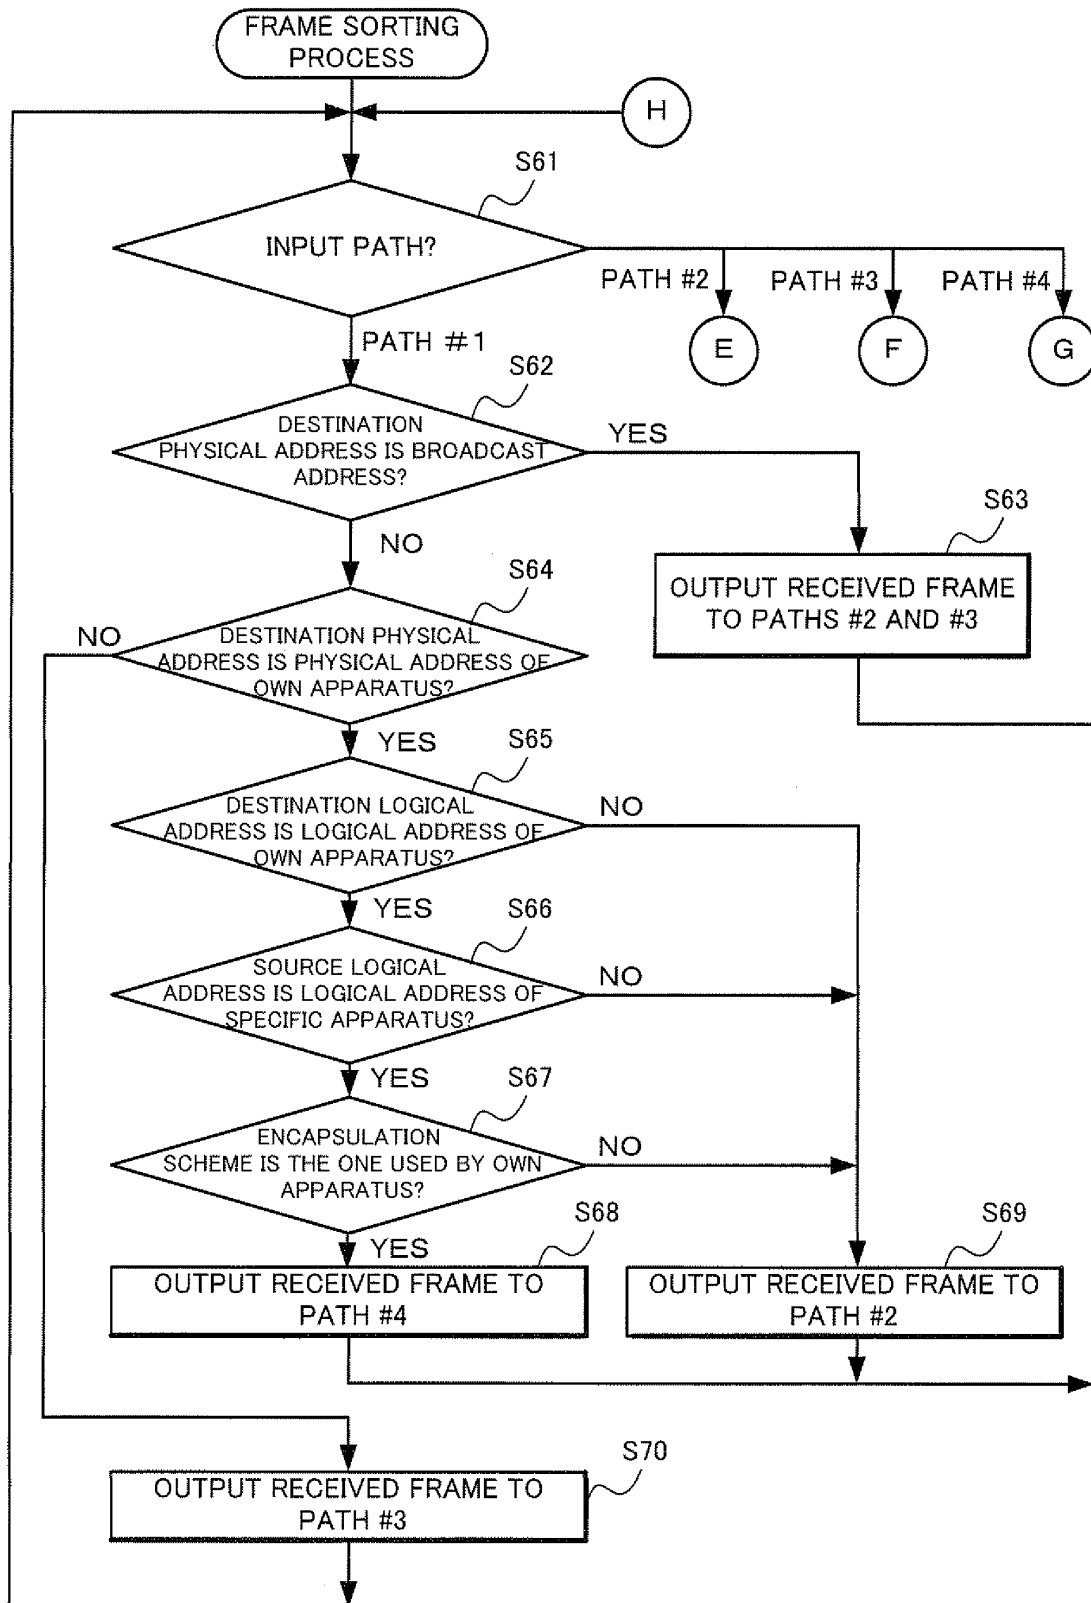 FRAME SORTING
PROCESS
H
S61
INPUT PATH?
PATH #2
PATH #3
PATH #4
E
F
G
PATH #1
S62
DESTINATION
PHYSICAL ADDRESS IS BROADCAST
ADDRESS?
YES
S63
NO
OUTPUT RECEIVED FRAME
TO PATHS #2 AND #3
S64
NO
DESTINATION PHYSICAL
ADDRESS IS PHYSICAL ADDRESS OF
OWN APPARATUS?
YES
S65
DESTINATION LOGICAL
ADDRESS IS LOGICAL ADDRESS OF
OWN APPARATUS?
NO
YES
S66
SOURCE LOGICAL
ADDRESS IS LOGICAL ADDRESS OF
SPECIFIC APPARATUS?
NO
YES
S67
ENCAPSULATION
SCHEME IS THE ONE USED BY OWN
APPARATUS?
NO
YES
S68
S69
OUTPUT RECEIVED FRAME TO
PATH #4
OUTPUT RECEIVED FRAME TO
PATH #2
S70
OUTPUT RECEIVED FRAME TO
PATH #3